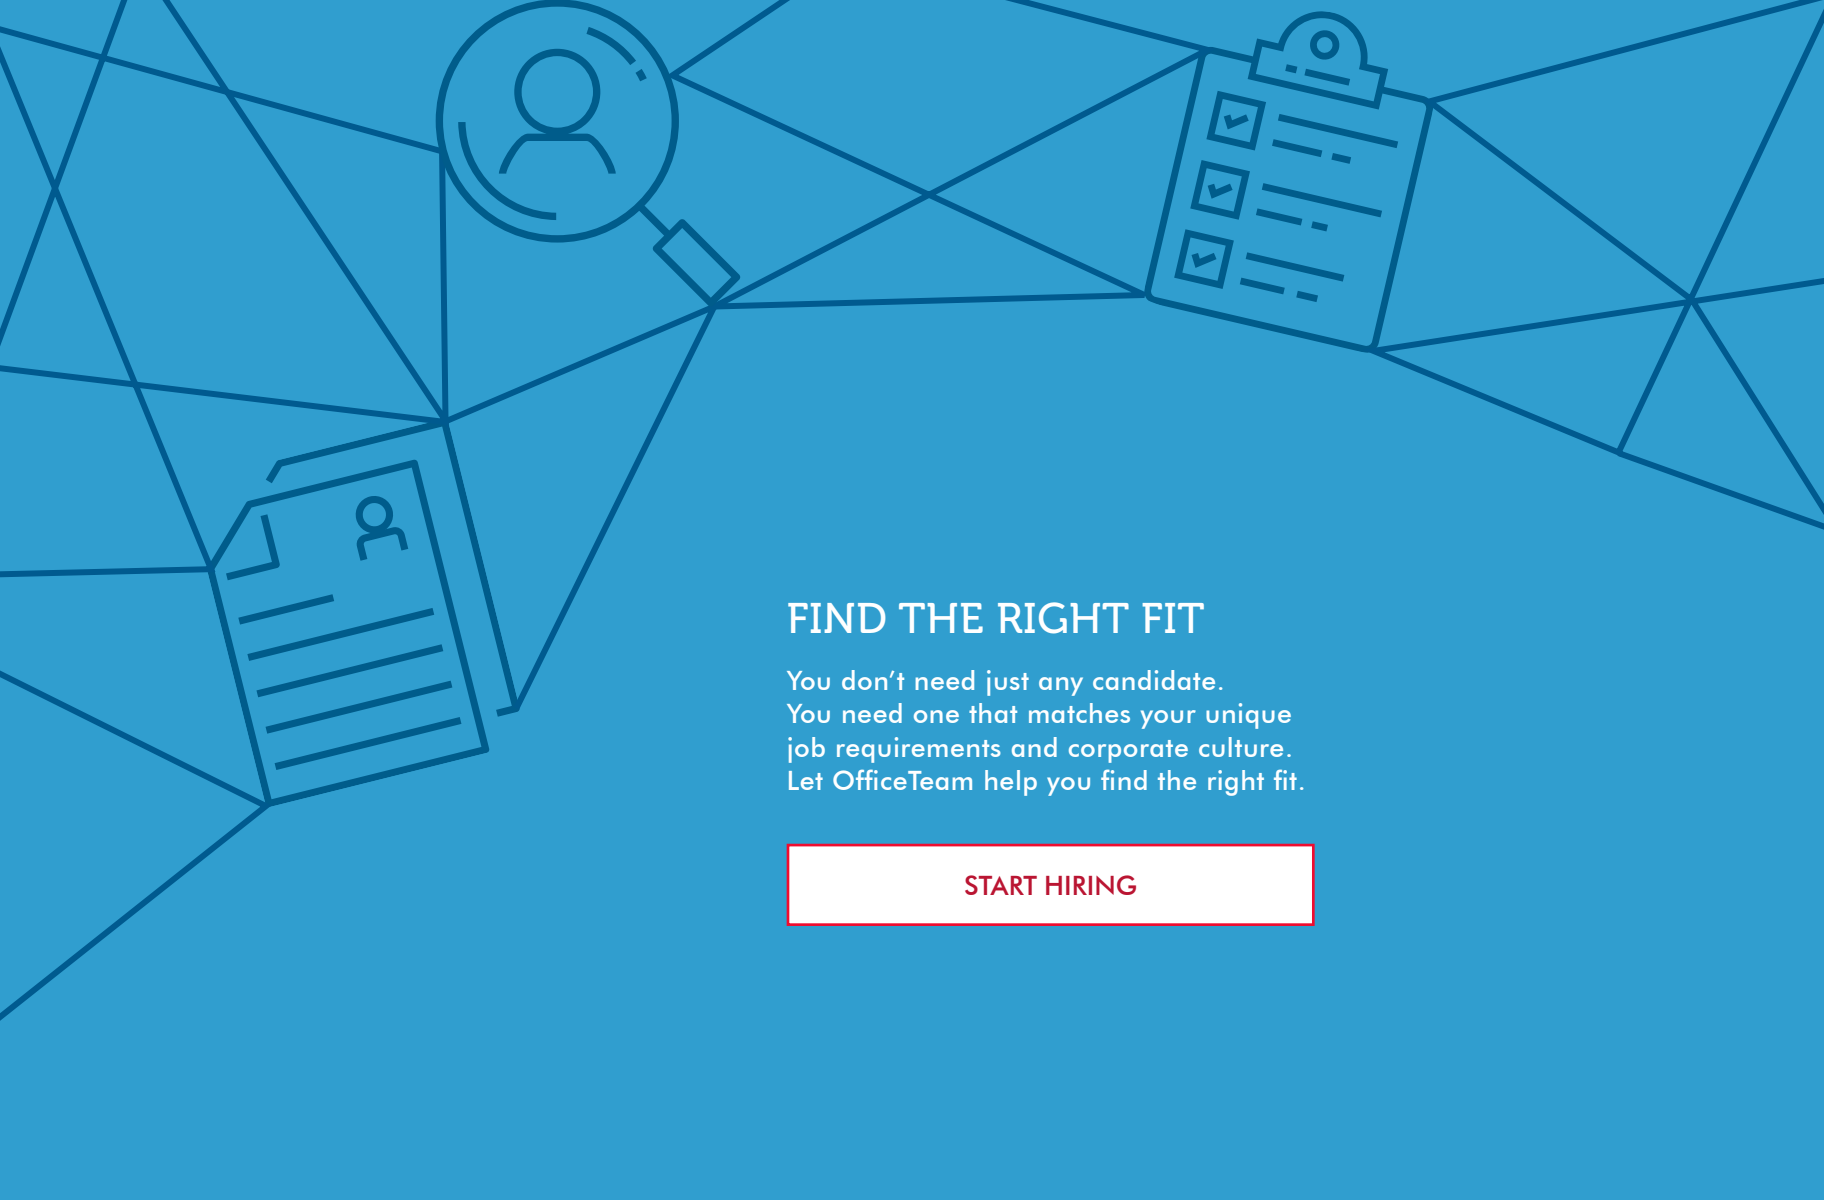 FIND THE RIGHT FIT
You don’t need just any candidate.
You need one that matches your unique
job requirements and corporate culture.
Let OfficeTeam help you find the right fit.
START HIRING